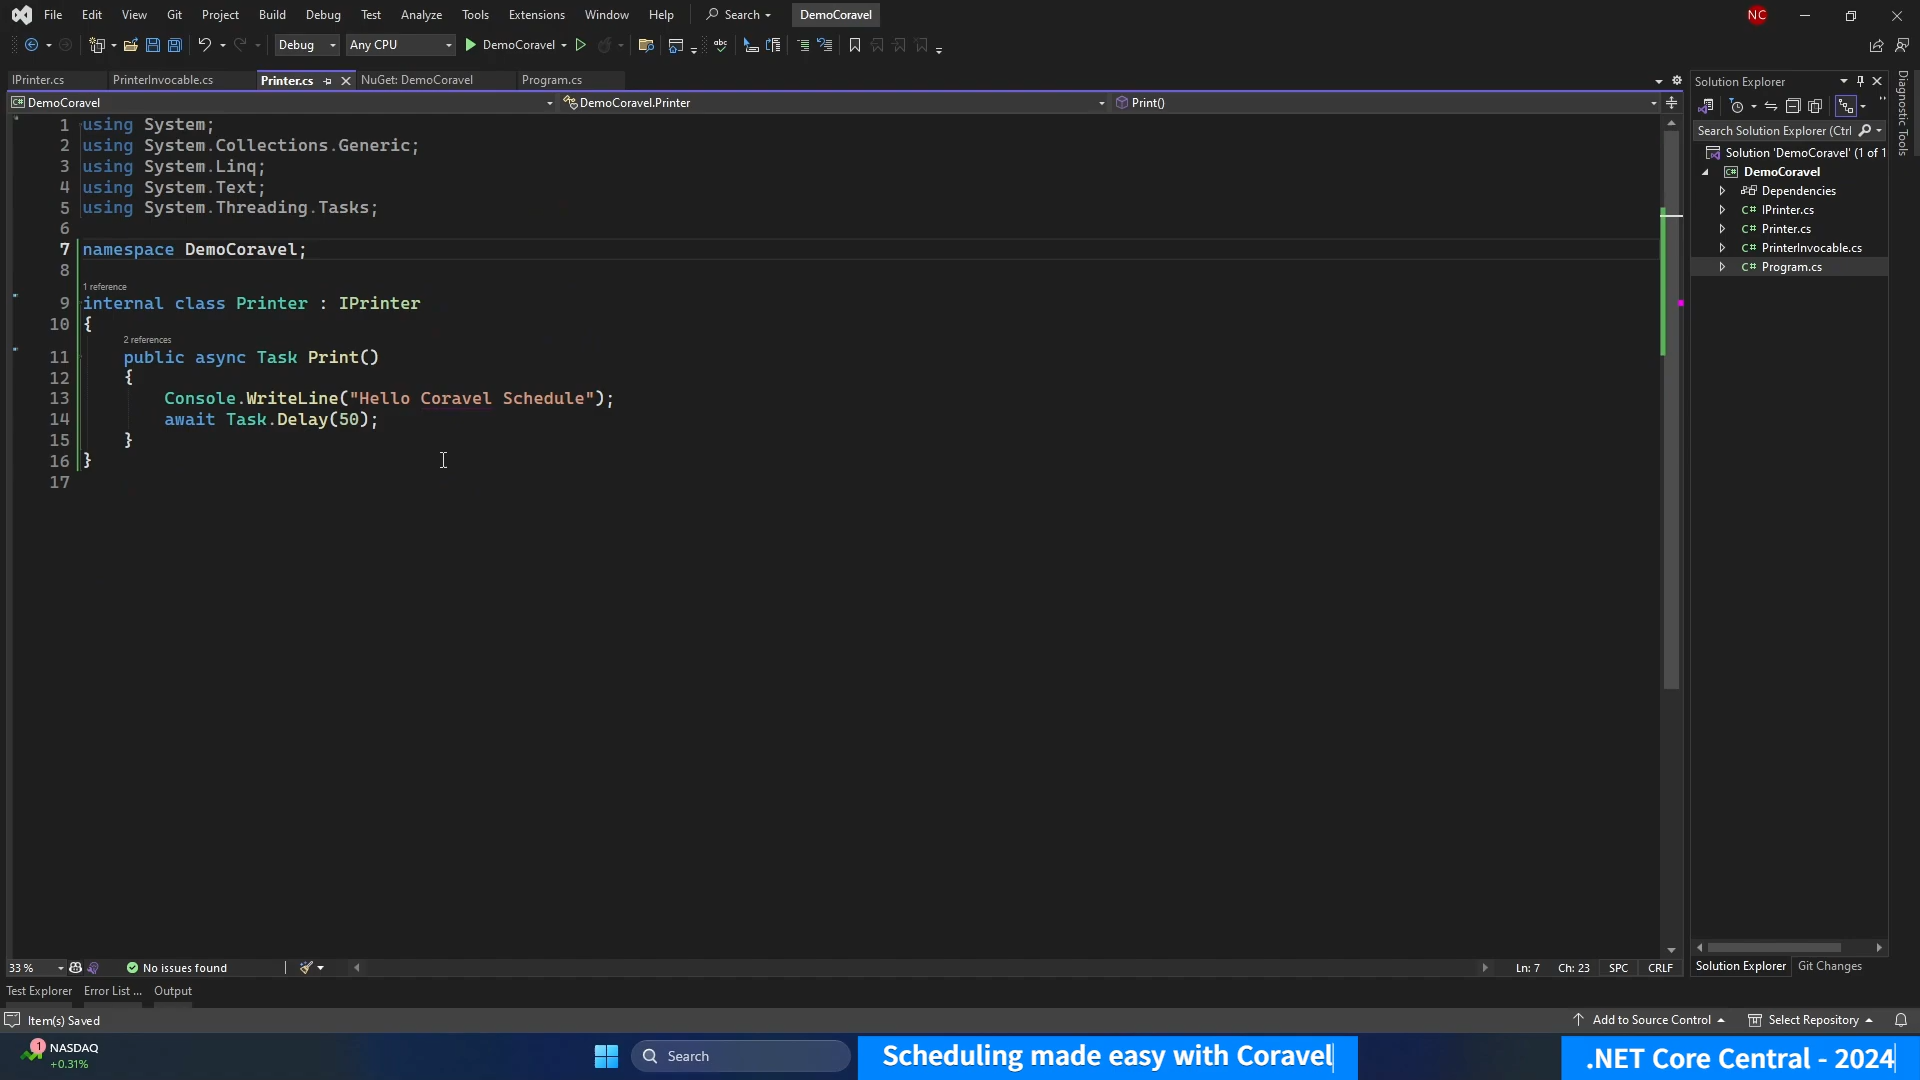 File Edit View Git Project Build Debug Test Analyze Tools Extensions Window Help Search DemoCoravel NC
Debug Any CPU DemoCoravel
IPrinter.cs PrinterInvocable.cs Printer.cs NuGet: DemoCoravel Program.cs
DemoCoravel DemoCoravel.Printer Print()
1 using System;
2 using System.Collections.Generic;
3 using System.Linq;
4 using System.Text;
5 using System.Threading.Tasks;
6
7 namespace DemoCoravel;
8
1 reference
9 internal class Printer : IPrinter
10 {
2 references
11 public async Task Print()
12 {
13 Console.WriteLine("Hello Coravel Schedule");
14 await Task.Delay(50);
15 }
16 }
17
33 % No issues found Ln: 7 Ch: 23 SPC CRLF
Solution Explorer
Search Solution Explorer (Ctrl
Solution 'DemoCoravel' (1 of 1
DemoCoravel
Dependencies
C# IPrinter.cs
C# Printer.cs
C# PrinterInvocable.cs
C# Program.cs
Solution Explorer Git Changes
Diagnostic Tools
Test Explorer Error List ... Output
Item(s) Saved Add to Source Control Select Repository
1 NASDAQ
+0.31%
Search
Scheduling made easy with Coravel
.NET Core Central - 2024